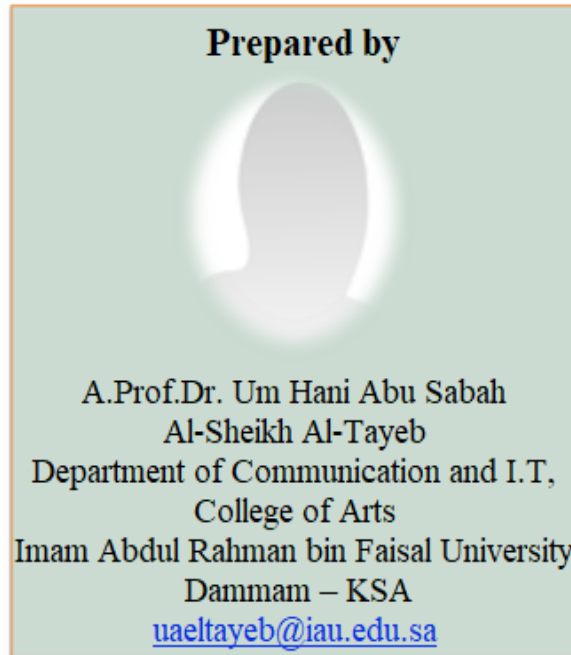 Prepared by
A.Prof.Dr. Um Hani Abu Sabah
Al-Sheikh Al-Tayeb
Department of Communication and I.T,
College of Arts
Imam Abdul Rahman bin Faisal University
Dammam – KSA
uaeltayeb@iau.edu.sa